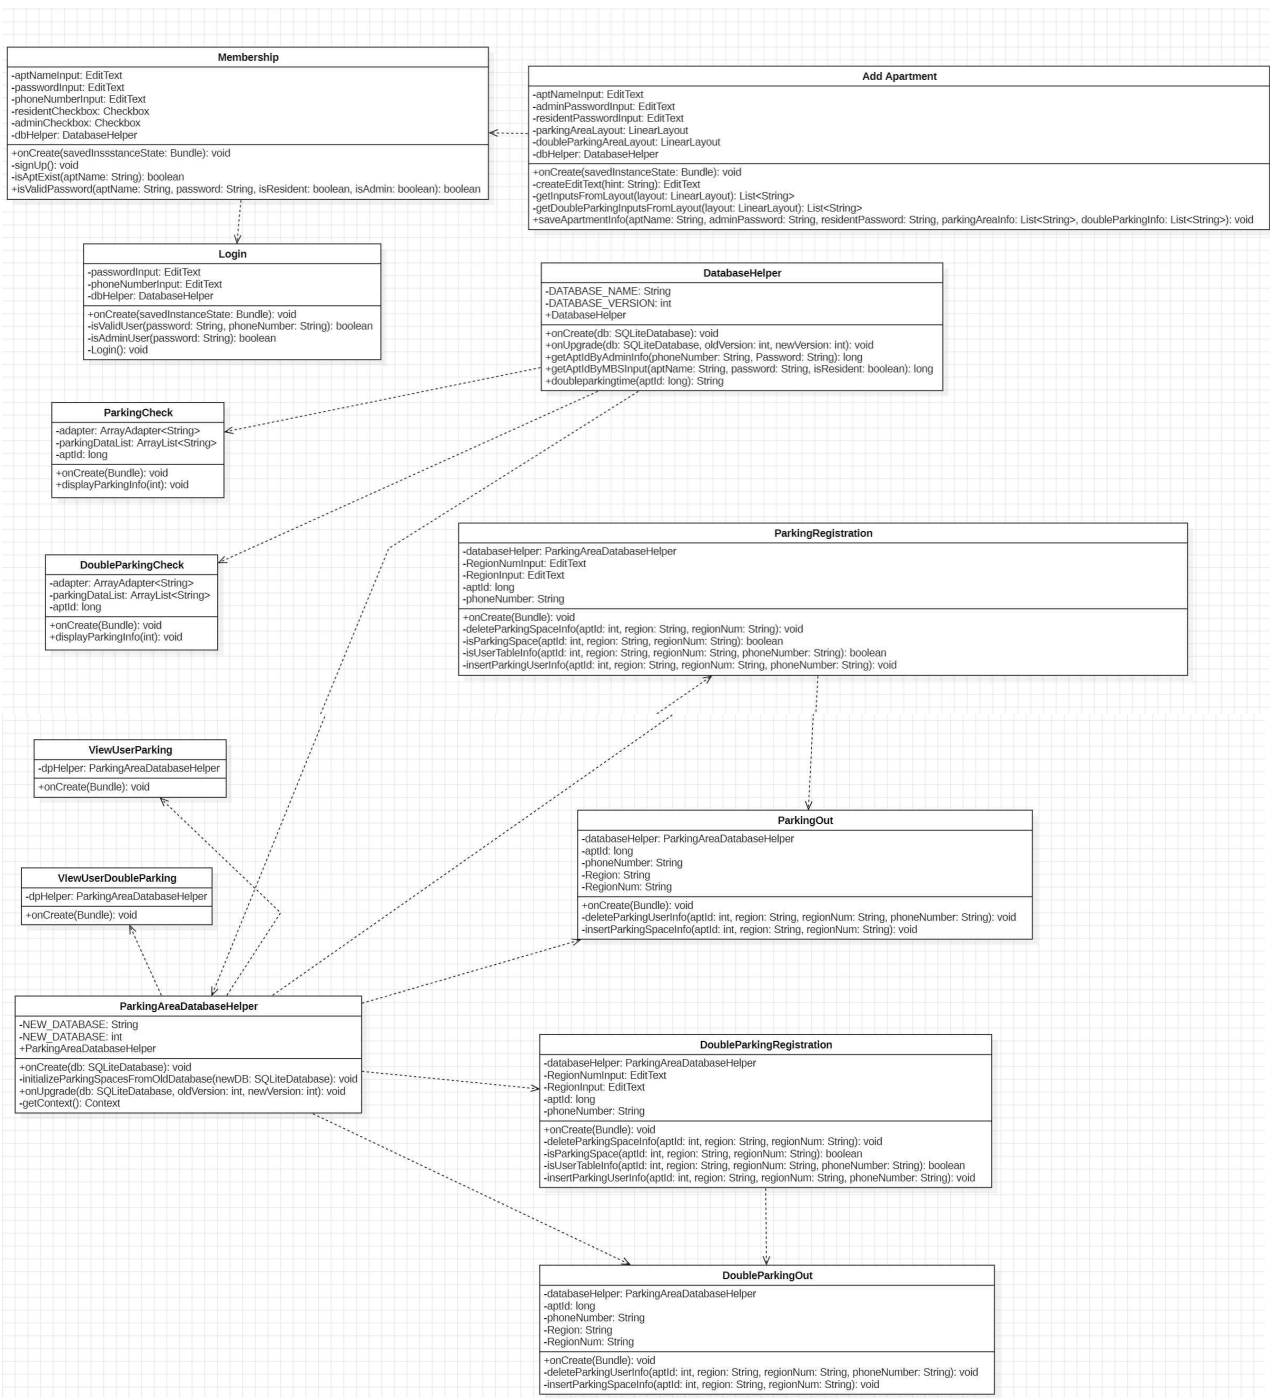 Membership
-aptNameInput: EditText
-passwordInput: EditText
-phoneNumberInput: EditText
-residentCheckbox: Checkbox
-adminCheckbox: Checkbox
-dbHelper: DatabaseHelper
+onCreate(savedInssstanceState: Bundle): void
-signUp(): void
-isAptExist(aptName: String): boolean
+isValidPassword(aptName: String, password: String, isResident: boolean, isAdmin: boolean): boolean
Add Apartment
-aptNameInput: EditText
-adminPasswordInput: EditText
-residentPasswordInput: EditText
-parkingAreaLayout: LinearLayout
-doubleParkingAreaLayout: LinearLayout
-dbHelper: DatabaseHelper
+onCreate(savedInstanceState: Bundle): void
-createEditText(hint: String): EditText
-getInputsFromLayout(layout: LinearLayout): List<String>
-getDoubleParkingInputsFromLayout(layout: LinearLayout): List<String>
+saveApartmentInfo(aptName: String, adminPassword: String, residentPassword: String, parkingAreaInfo: List<String>, doubleParkingInfo: List<String>): void
Login
-passwordInput: EditText
-phoneNumberInput: EditText
-dbHelper: DatabaseHelper
+onCreate(savedInstanceState: Bundle): void
-isValidUser(password: String, phoneNumber: String): boolean
-isAdminUser(password: String): boolean
-Login(): void
DatabaseHelper
-DATABASE_NAME: String
-DATABASE_VERSION: int
+DatabaseHelper
+onCreate(db: SQLiteDatabase): void
+onUpgrade(db: SQLiteDatabase, oldVersion: int, newVersion: int): void
+getAptIdByAdminInfo(phoneNumber: String, Password: String): long
+getAptIdByMBSInput(aptName: String, password: String, isResident: boolean): long
+doubleparkingtime(aptId: long): String
ParkingCheck
-adapter: ArrayAdapter<String>
-parkingDataList: ArrayList<String>
-aptId: long
+onCreate(Bundle): void
+displayParkingInfo(int): void
DoubleParkingCheck
-adapter: ArrayAdapter<String>
-parkingDataList: ArrayList<String>
-aptId: long
+onCreate(Bundle): void
+displayParkingInfo(int): void
ParkingRegistration
-databaseHelper: ParkingAreaDatabaseHelper
-RegionNumInput: EditText
-RegionInput: EditText
-aptId: long
-phoneNumber: String
+onCreate(Bundle): void
-deleteParkingSpaceInfo(aptId: int, region: String, regionNum: String): void
-isParkingSpace(aptId: int, region: String, regionNum: String): boolean
-isUserTableInfo(aptId: int, region: String, regionNum: String, phoneNumber: String): boolean
-insertParkingUserInfo(aptId: int, region: String, regionNum: String, phoneNumber: String): void
ViewUserParking
-dpHelper: ParkingAreaDatabaseHelper
+onCreate(Bundle): void
ParkingOut
-databaseHelper: ParkingAreaDatabaseHelper
-aptId: long
-phoneNumber: String
-Region: String
-RegionNum: String
+onCreate(Bundle): void
-deleteParkingUserInfo(aptId: int, region: String, regionNum: String, phoneNumber: String): void
-insertParkingSpaceInfo(aptId: int, region: String, regionNum: String): void
VIewUserDoubleParking
-dpHelper: ParkingAreaDatabaseHelper
+onCreate(Bundle): void
ParkingAreaDatabaseHelper
-NEW_DATABASE: String
-NEW_DATABASE: int
+ParkingAreaDatabaseHelper
+onCreate(db: SQLiteDatabase): void
-initializeParkingSpacesFromOldDatabase(newDB: SQLiteDatabase): void
+onUpgrade(db: SQLiteDatabase, oldVersion: int, newVersion: int): void
-getContext(): Context
DoubleParkingRegistration
-databaseHelper: ParkingAreaDatabaseHelper
-RegionNumInput: EditText
-RegionInput: EditText
-aptId: long
-phoneNumber: String
+onCreate(Bundle): void
-deleteParkingSpaceInfo(aptId: int, region: String, regionNum: String): void
-isParkingSpace(aptId: int, region: String, regionNum: String): boolean
-isUserTableInfo(aptId: int, region: String, regionNum: String, phoneNumber: String): boolean
-insertParkingUserInfo(aptId: int, region: String, regionNum: String, phoneNumber: String): void
DoubleParkingOut
-databaseHelper: ParkingAreaDatabaseHelper
-aptId: long
-phoneNumber: String
-Region: String
-RegionNum: String
+onCreate(Bundle): void
-deleteParkingUserInfo(aptId: int, region: String, regionNum: String, phoneNumber: String): void
-insertParkingSpaceInfo(aptId: int, region: String, regionNum: String): void